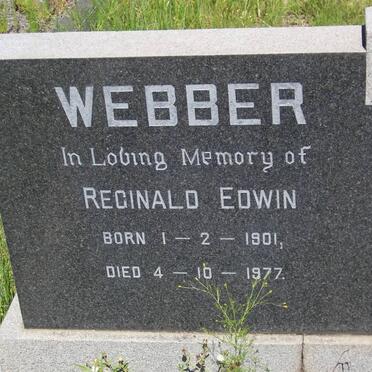 WEBBER
In Loving Memory of
REGINALD EDWIN
BORN 1 - 2 - 1901,
DIED 4 - 10 - 1977.